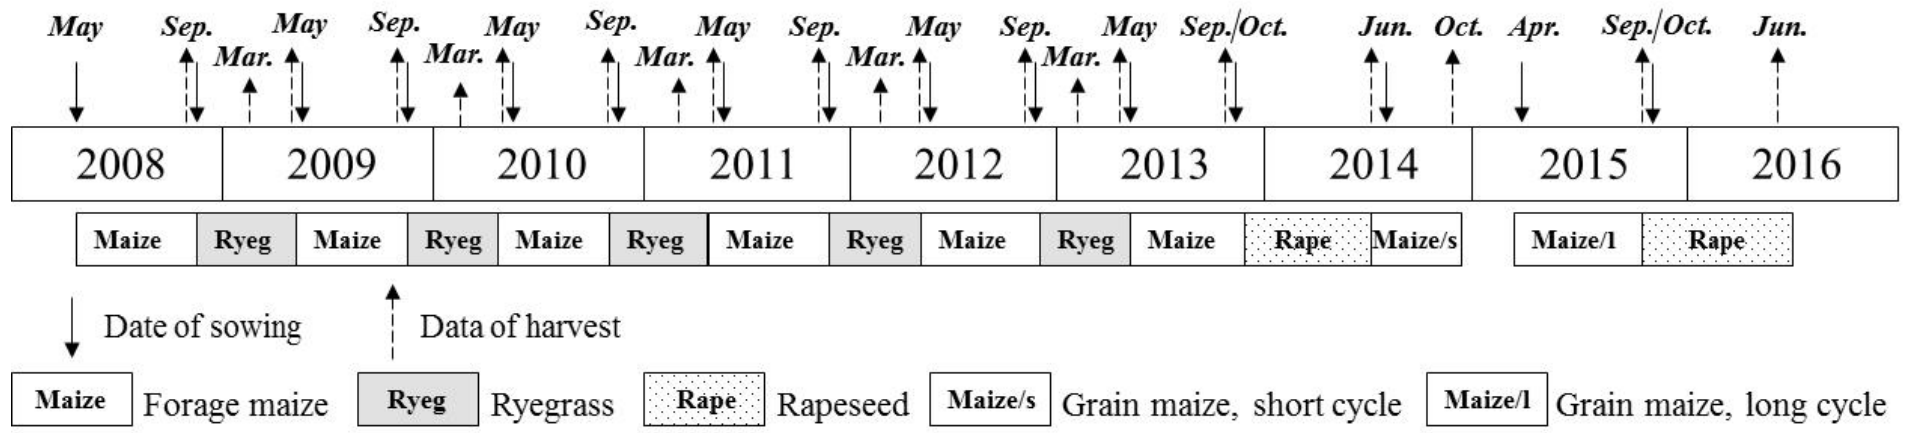 May Sep. May Sep. May Sep. May Sep. May Sep. May Sep./Oct. Jun. Oct. Apr. Sep./Oct. Jun.
Mar. Mar. Mar. Mar. Mar.
2008 2009 2010 2011 2012 2013 2014 2015 2016
Maize Ryeg Maize Ryeg Maize Ryeg Maize Ryeg Maize Ryeg Maize Rape Maize/s Maize/l Rape
Date of sowing Data of harvest
Maize Forage maize Ryeg Ryegrass Rape Rapeseed Maize/s Grain maize, short cycle Maize/l Grain maize, long cycle